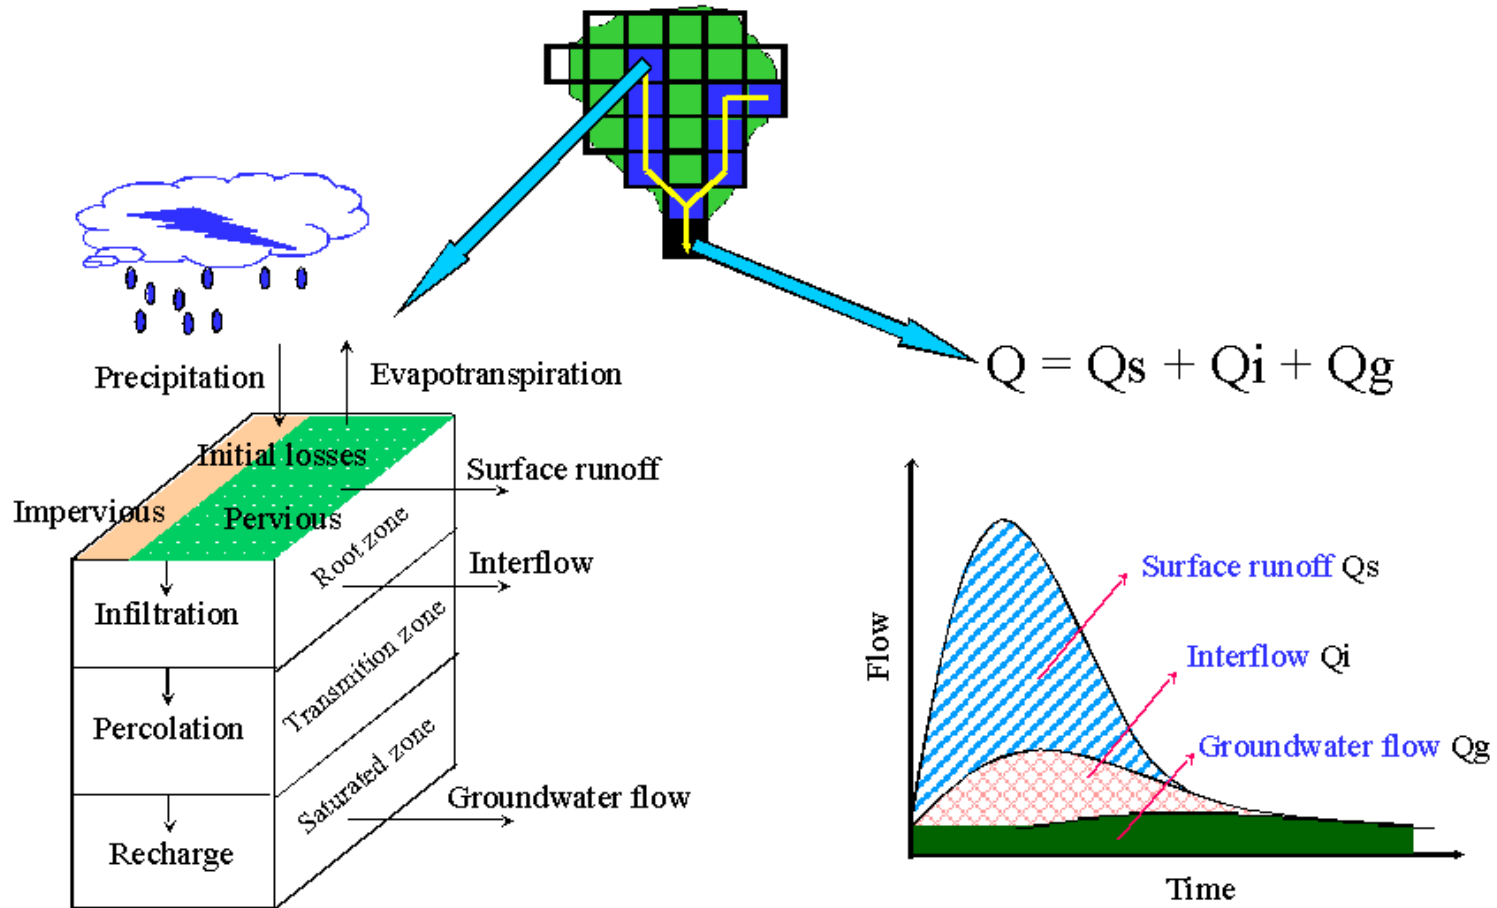 Q = Qs + Qi + Qg
Precipitation
Evapotranspiration
Initial losses
Impervious
Pervious
Surface runoff
Root zone
Interflow
Infiltration
Transmition zone
Percolation
Saturated zone
Groundwater flow
Recharge
Flow
Surface runoff Qs
Interflow Qi
Groundwater flow Qg
Time